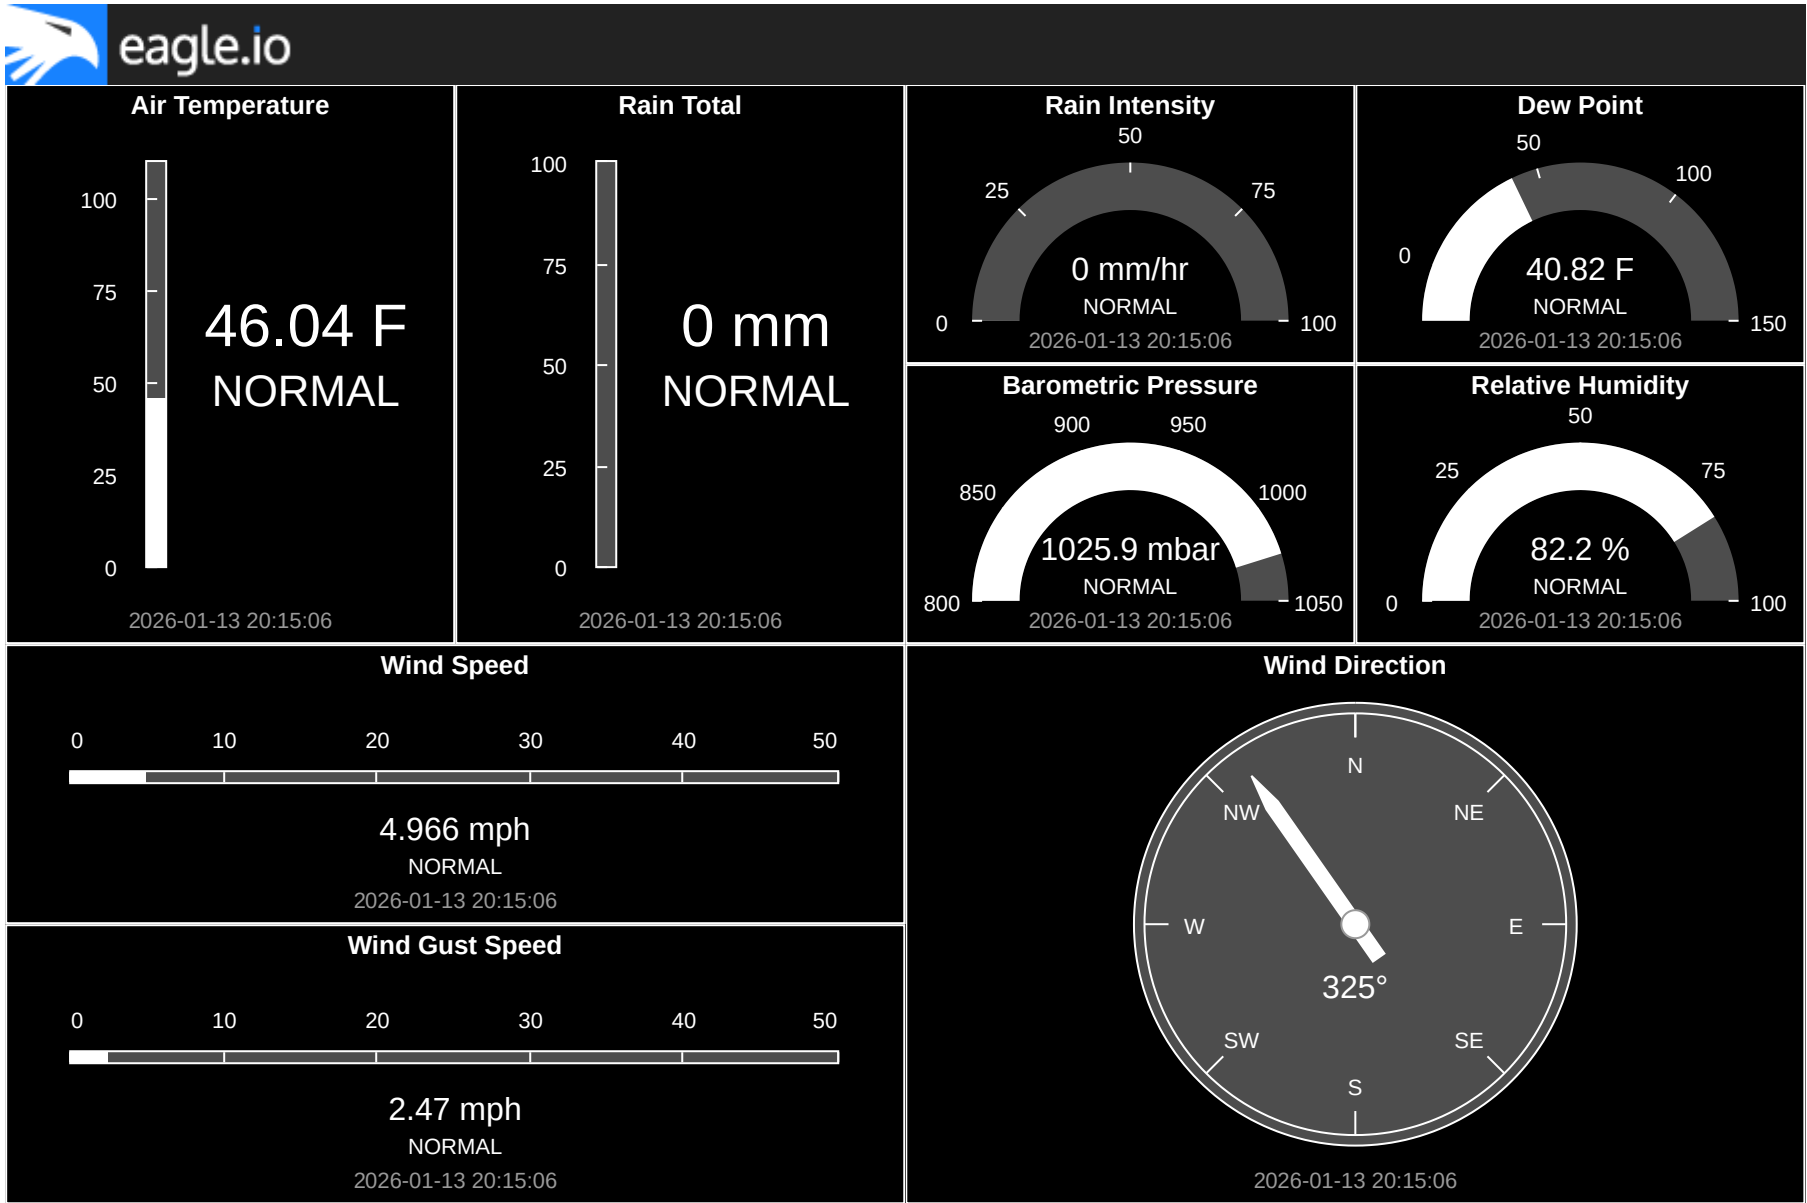 eagle.io
Air Temperature
100
75
50
25
0
46.04 F
NORMAL
2026-01-13 20:15:06
Rain Total
100
75
50
25
0
0 mm
NORMAL
2026-01-13 20:15:06
Rain Intensity
50
25
75
0
100
0 mm/hr
NORMAL
2026-01-13 20:15:06
Dew Point
50
100
0
150
40.82 F
NORMAL
2026-01-13 20:15:06
Barometric Pressure
900 950
850
1000
800
1050
1025.9 mbar
NORMAL
2026-01-13 20:15:06
Relative Humidity
50
25
75
0
100
82.2 %
NORMAL
2026-01-13 20:15:06
Wind Speed
0 10 20 30 40 50
4.966 mph
NORMAL
2026-01-13 20:15:06
Wind Gust Speed
0 10 20 30 40 50
2.47 mph
NORMAL
2026-01-13 20:15:06
Wind Direction
N
NW NE
W E
325°
SW SE
S
2026-01-13 20:15:06